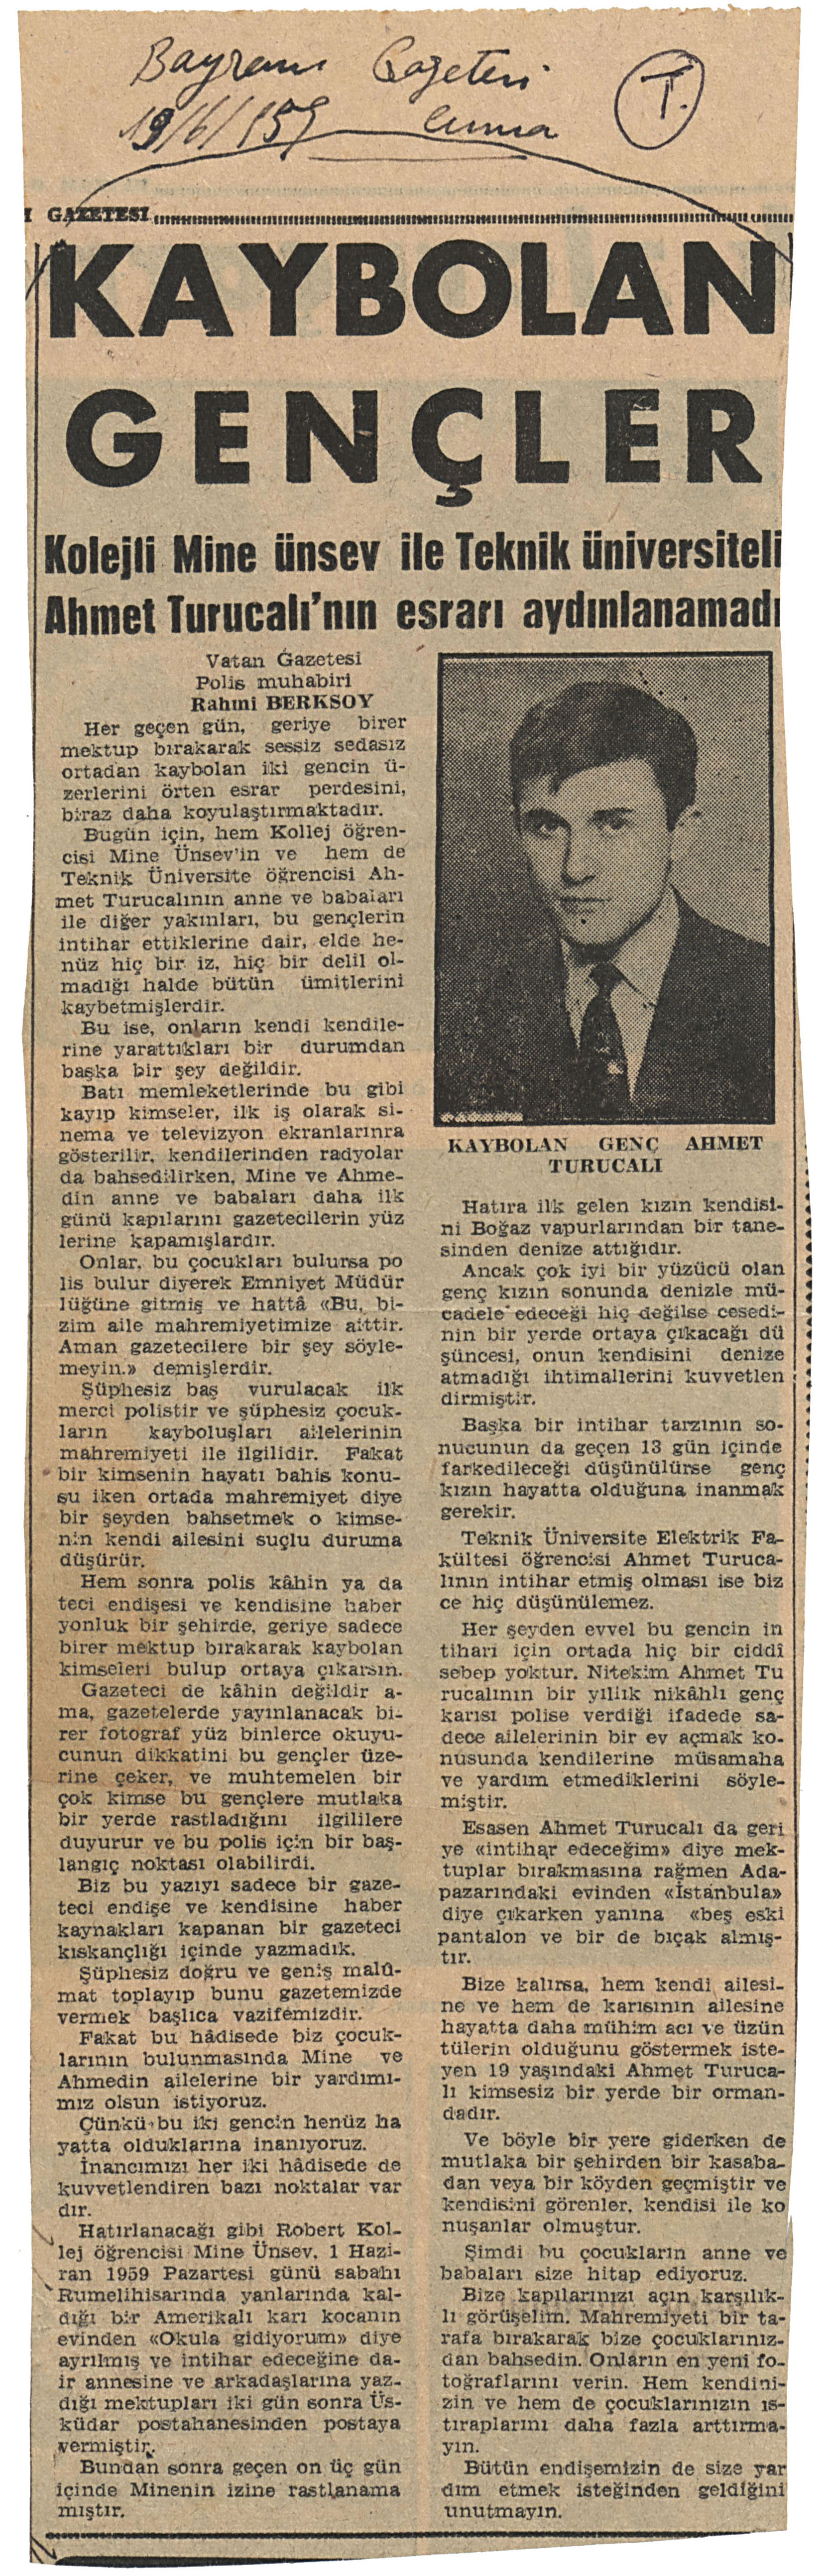 Bayram Gazetesi
19/6/159 Cuma
T.
GAZETESİ
KAYBOLAN
GENÇLER
Kolejli Mine ünsev ile Teknik üniversiteli
Ahmet Turucalı'nın esrarı aydınlanamadı
Vatan Gazetesi
Polis muhabiri
Rahmi BERKSOY
Her geçen gün, geriye birer
mektup bırakarak sessiz sedasız
ortadan kaybolan iki gencin ü-
zerlerini örten esrar perdesini,
biraz daha koyulaştırmaktadır.
Bugün için, hem Kollej öğren-
cisi Mine Ünsev'in ve hem de
Teknik Üniversite öğrencisi Ah-
met Turucalının anne ve babaları
ile diğer yakınları, bu gençlerin
intihar ettiklerine dair, elde he-
nüz hiç bir iz, hiç bir delil ol-
madığı halde bütün ümitlerini
kaybetmişlerdir.
Bu ise, onların kendi kendile-
rine yarattıkları bir durumdan
başka bir şey değildir.
Batı memleketlerinde bu gibi
kayıp kimseler, ilk iş olarak si-
nema ve televizyon ekranlarınra
gösterilir, kendilerinden radyolar
da bahsedilirken, Mine ve Ahme-
din anne ve babaları daha ilk
günü kapılarını gazetecilerin yüz
lerine kapamışlardır.
Onlar, bu çocukları bulursa po
lis bulur diyerek Emniyet Müdür
lüğüne gitmiş ve hattâ «Bu, bi-
zim aile mahremiyetimize aittir.
Aman gazetecilere bir şey söyle-
meyin.» demişlerdir.
Şüphesiz baş vurulacak ilk
merci polistir ve şüphesiz çocuk-
ların kayboluşları ailelerinin
mahremiyeti ile ilgilidir. Fakat
bir kimsenin hayatı bahis konu-
su iken ortada mahremiyet diye
bir şeyden bahsetmek o kimse-
nin kendi ailesini suçlu duruma
düşürür.
Hem sonra polis kâhin ya da
teci endişesi ve kendisine haber
yonluk bir şehirde, geriye sadece
birer mektup bırakarak kaybolan
kimseleri bulup ortaya çıkarsın.
Gazeteci de kâhin değildir a-
ma, gazetelerde yayınlanacak bi-
rer fotograf yüz binlerce okuyu-
cunun dikkatini bu gençler üze-
rine çeker, ve muhtemelen bir
çok kimse bu gençlere mutlaka
bir yerde rastladığını ilgililere
duyurur ve bu polis için bir baş-
langıç noktası olabilirdi.
Biz bu yazıyı sadece bir gaze-
teci endişe ve kendisine haber
kaynakları kapanan bir gazeteci
kıskançlığı içinde yazmadık.
Şüphesiz doğru ve geniş malû-
mat toplayıp bunu gazetemizde
vermek başlıca vazifemizdir.
Fakat bu hâdisede biz çocuk-
larının bulunmasında Mine ve
Ahmedin ailelerine bir yardımı-
mız olsun istiyoruz.
Çünkü bu iki gencin henüz ha
yatta olduklarına inanıyoruz.
İnancımızı her iki hâdisede de
kuvvetlendiren bazı noktalar var
dır.
Hatırlanacağı gibi Robert Kol-
lej öğrencisi Mine Ünsev, 1 Hazi-
ran 1959 Pazartesi günü sabahı
Rumelihisarında yanlarında kal-
dığı bir Amerikalı karı kocanın
evinden «Okula gidiyorum» diye
ayrılmış ve intihar edeceğine da-
ir annesine ve arkadaşlarına yaz-
dığı mektupları iki gün sonra Üs-
küdar postahanesinden postaya
vermiştir.
Bundan sonra geçen on üç gün
içinde Minenin izine rastlanama
mıştır.
KAYBOLAN GENÇ AHMET
TURUCALI
Hatıra ilk gelen kızın kendisi-
ni Boğaz vapurlarından bir tane-
sinden denize attığıdır.
Ancak çok iyi bir yüzücü olan
genç kızın sonunda denizle mü-
cadele edeceği hiç değilse cesedi-
nin bir yerde ortaya çıkacağı dü
şüncesi, onun kendisini denize
atmadığı ihtimallerini kuvvetlen
dirmiştir.
Başka bir intihar tarzının so-
nucunun da geçen 13 gün içinde
farkedileceği düşünülürse genç
kızın hayatta olduğuna inanmak
gerekir.
Teknik Üniversite Elektrik Fa-
kültesi öğrencisi Ahmet Turuca-
lının intihar etmiş olması ise biz
ce hiç düşünülemez.
Her şeyden evvel bu gencin in
tiharı için ortada hiç bir ciddî
sebep yoktur. Nitekim Ahmet Tu
rucalının bir yıllık nikâhlı genç
karısı polise verdiği ifadede sa-
dece ailelerinin bir ev açmak ko-
nusunda kendilerine müsamaha
ve yardım etmediklerini söyle-
miştir.
Esasen Ahmet Turucalı da geri
ye «intihar edeceğim» diye mek-
tuplar bırakmasına rağmen Ada-
pazarındaki evinden «İstanbula»
diye çıkarken yanına «beş eski
pantalon ve bir de bıçak almış-
tır.
Bize kalırsa, hem kendi ailesi-
ne ve hem de karısının ailesine
hayatta daha mühim acı ve üzün
tülerin olduğunu göstermek iste-
yen 19 yaşındaki Ahmet Turuca-
lı kimsesiz bir yerde bir orman-
dadır.
Ve böyle bir yere giderken de
mutlaka bir şehirden bir kasaba-
dan veya bir köyden geçmiştir ve
kendisini görenler, kendisi ile ko
nuşanlar olmuştur.
Şimdi bu çocukların anne ve
babaları size hitap ediyoruz.
Bize kapılarınızı açın karşılık-
lı görüşelim. Mahremiyeti bir ta-
rafa bırakarak bize çocuklarınız-
dan bahsedin. Onların en yeni fo-
toğraflarını verin. Hem kendini-
zin ve hem de çocuklarınızın ıs-
tıraplarını daha fazla arttırma-
yın.
Bütün endişemizin de size yar
dım etmek isteğinden geldiğini
unutmayın.